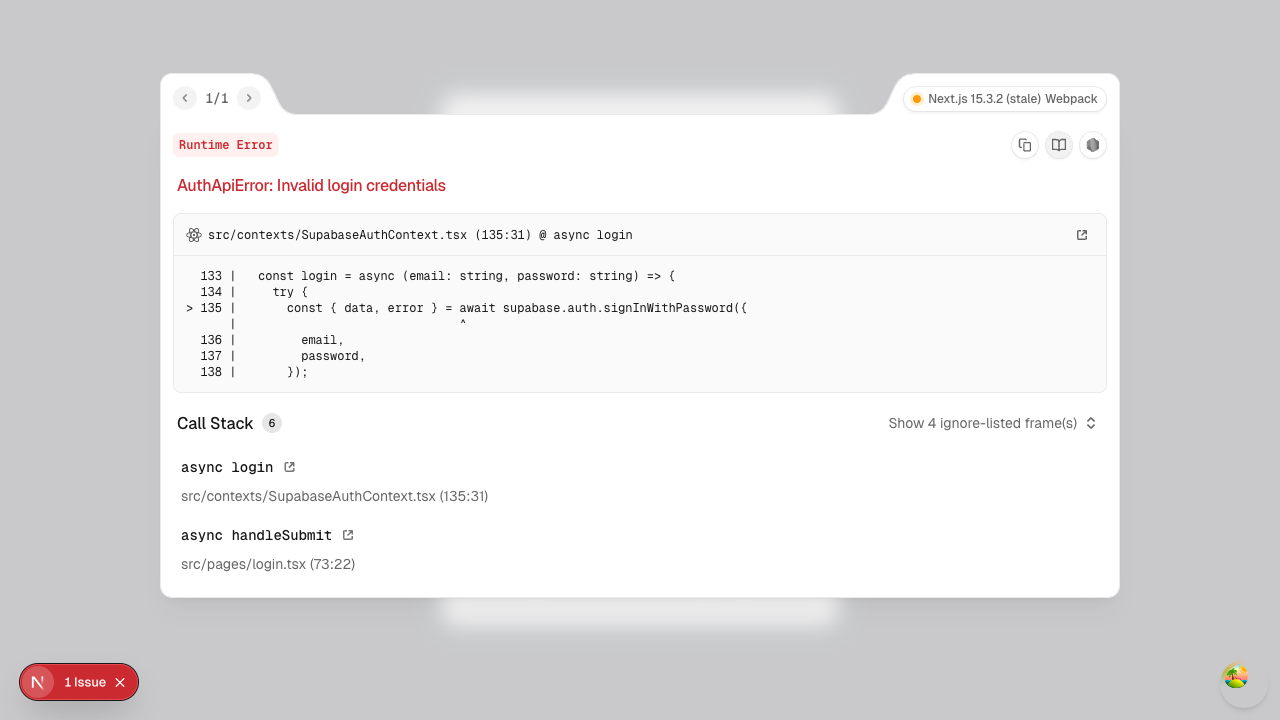 1/1
Next.js 15.3.2 (stale) Webpack
Runtime Error
AuthApiError: Invalid login credentials
src/contexts/SupabaseAuthContext.tsx (135:31) @ async login
133 |   const login = async (email: string, password: string) => {
134 |     try {
> 135 |       const { data, error } = await supabase.auth.signInWithPassword({
|                               ^
136 |         email,
137 |         password,
138 |       });
Call Stack 6
Show 4 ignore-listed frame(s)
async login
src/contexts/SupabaseAuthContext.tsx (135:31)
async handleSubmit
src/pages/login.tsx (73:22)
N 1 Issue